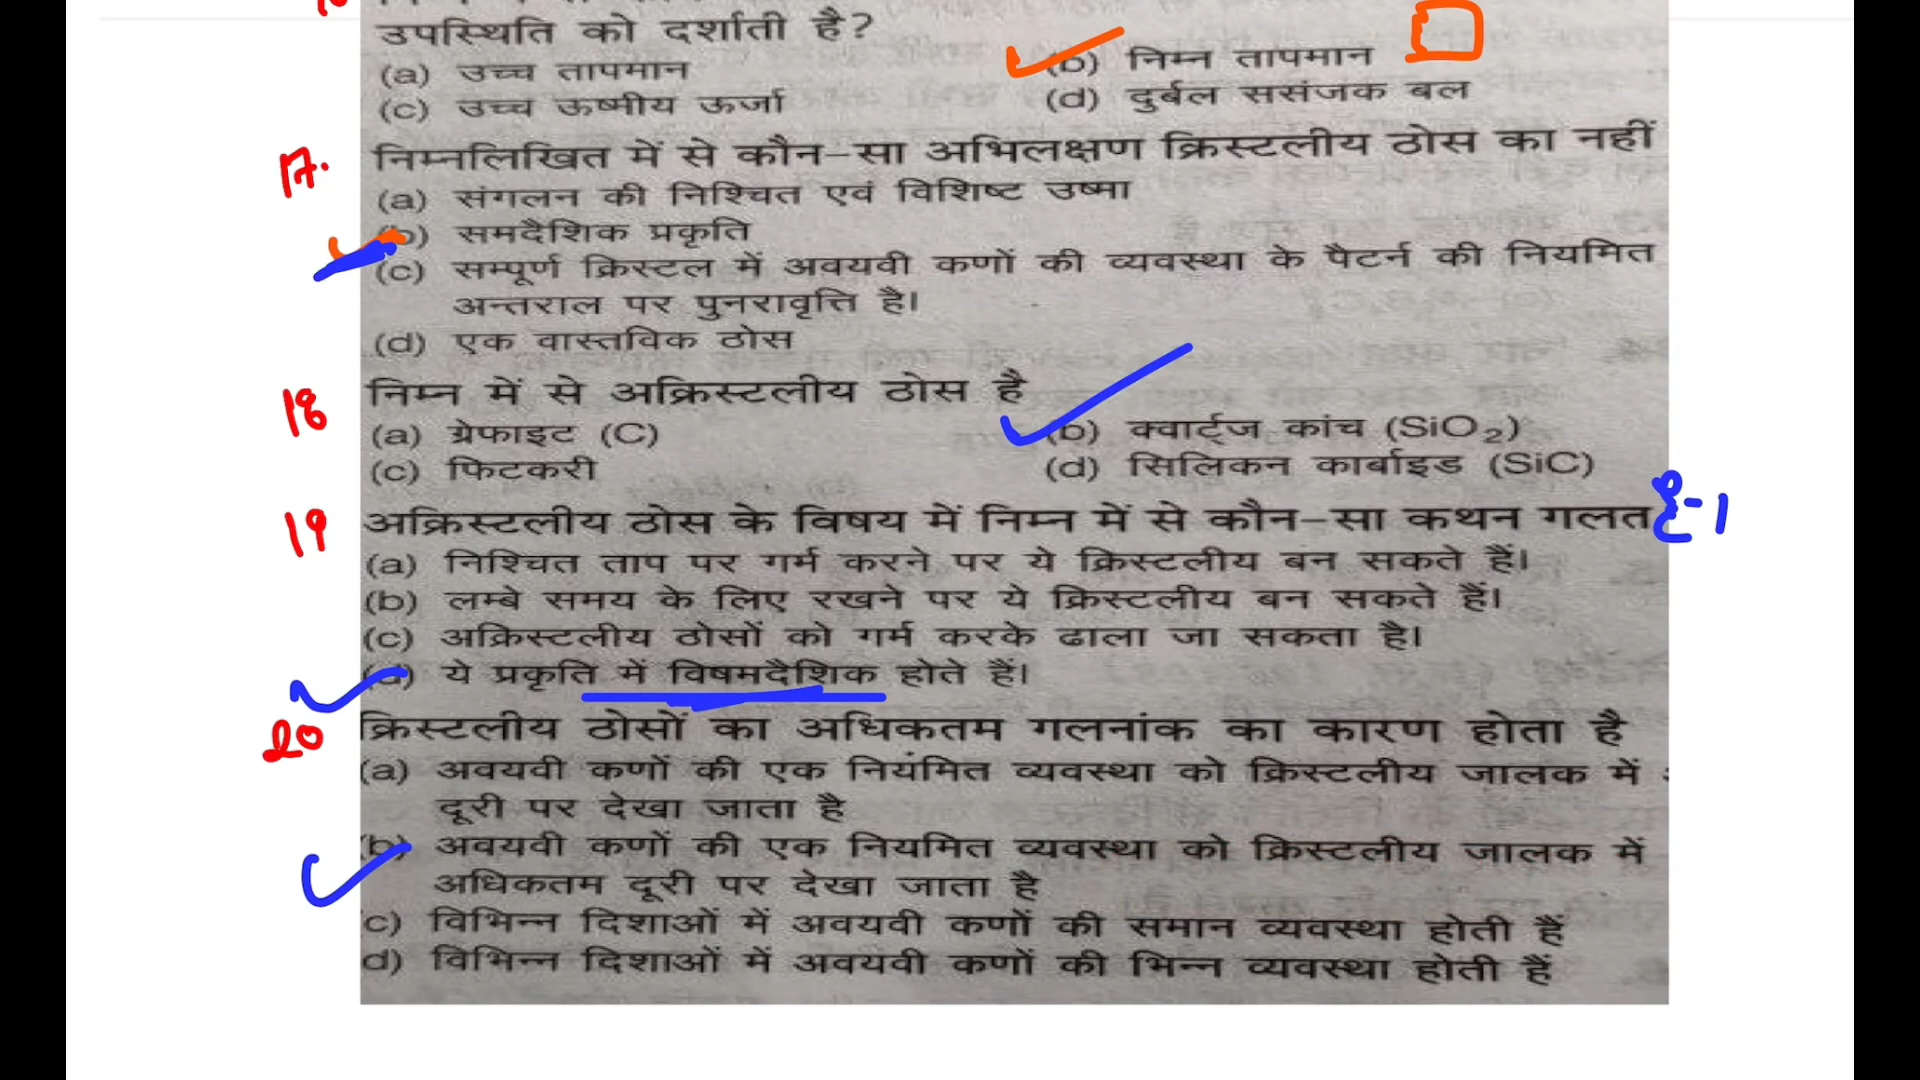 उपस्थिति को दर्शाती है?
(a) उच्च तापमान (b) निम्न तापमान
(c) उच्च ऊष्मीय ऊर्जा (d) दुर्बल ससंजक बल
17. निम्नलिखित में से कौन-सा अभिलक्षण क्रिस्टलीय ठोस का नहीं
(a) संगलन की निश्चित एवं विशिष्ट उष्मा
(b) समदैशिक प्रकृति
(c) सम्पूर्ण क्रिस्टल में अवयवी कणों की व्यवस्था के पैटर्न की नियमित
अन्तराल पर पुनरावृत्ति है।
(d) एक वास्तविक ठोस
18 निम्न में से अक्रिस्टलीय ठोस है
(a) ग्रेफाइट (C) (b) क्वार्ट्ज कांच (SiO₂)
(c) फिटकरी (d) सिलिकन कार्बाइड (SiC)
19 अक्रिस्टलीय ठोस के विषय में निम्न में से कौन-सा कथन गलत है-1
(a) निश्चित ताप पर गर्म करने पर ये क्रिस्टलीय बन सकते हैं।
(b) लम्बे समय के लिए रखने पर ये क्रिस्टलीय बन सकते हैं।
(c) अक्रिस्टलीय ठोसों को गर्म करके ढाला जा सकता है।
(d) ये प्रकृति में विषमदैशिक होते हैं।
20 क्रिस्टलीय ठोसों का अधिकतम गलनांक का कारण होता है
(a) अवयवी कणों की एक नियंमित व्यवस्था को क्रिस्टलीय जालक में
दूरी पर देखा जाता है
(b) अवयवी कणों की एक नियमित व्यवस्था को क्रिस्टलीय जालक में
अधिकतम दूरी पर देखा जाता है
c) विभिन्न दिशाओं में अवयवी कणों की समान व्यवस्था होती हैं
d) विभिन्न दिशाओं में अवयवी कणों की भिन्न व्यवस्था होती हैं